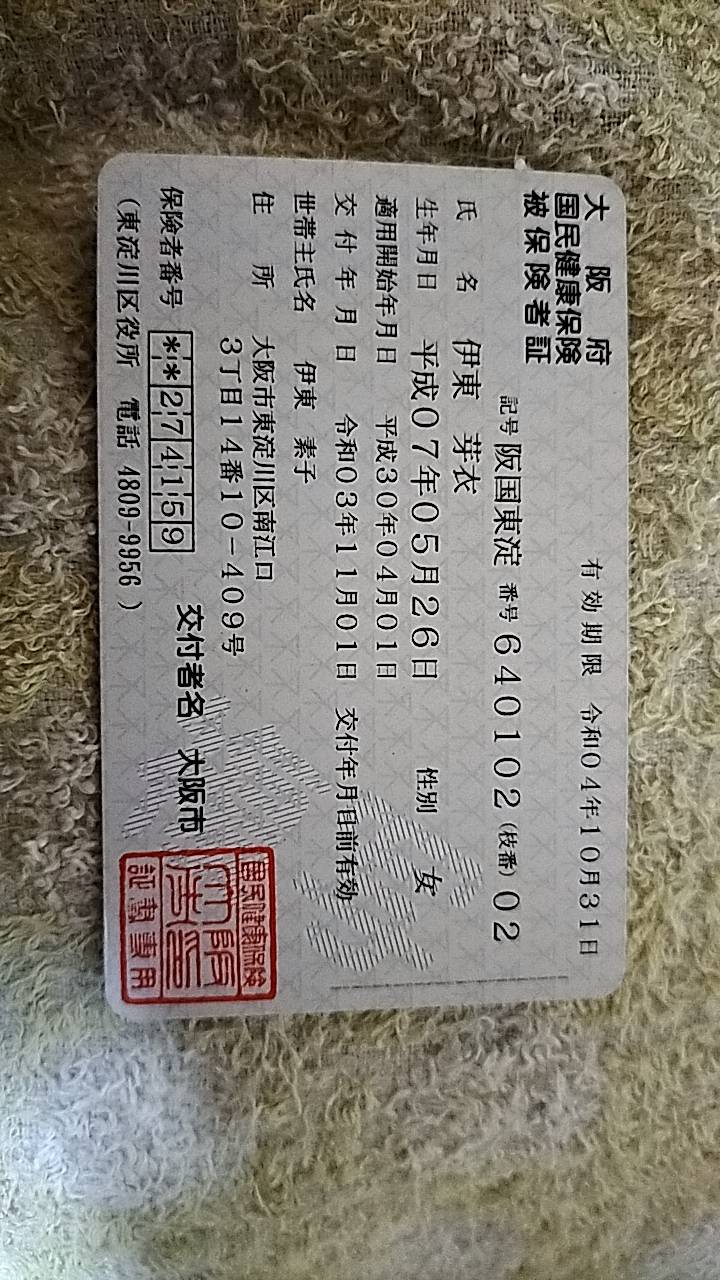 大阪府
国民健康保険
被保険者証
有効期限 令和04年10月31日
記号 阪国東淀 番号 640102 (枝番) 02
氏名 伊東 芽衣
生年月日 平成07年05月26日 性別 女
適用開始年月日 平成30年04月01日
交付年月日 令和03年11月01日 交付年月日前有効
世帯主氏名 伊東 素子
住所 大阪市東淀川区南江口
3丁目14番10-409号
保険者番号 **274159 交付者名 大阪市
(東淀川区役所 電話 4809-9956)
国民健康保険
専用